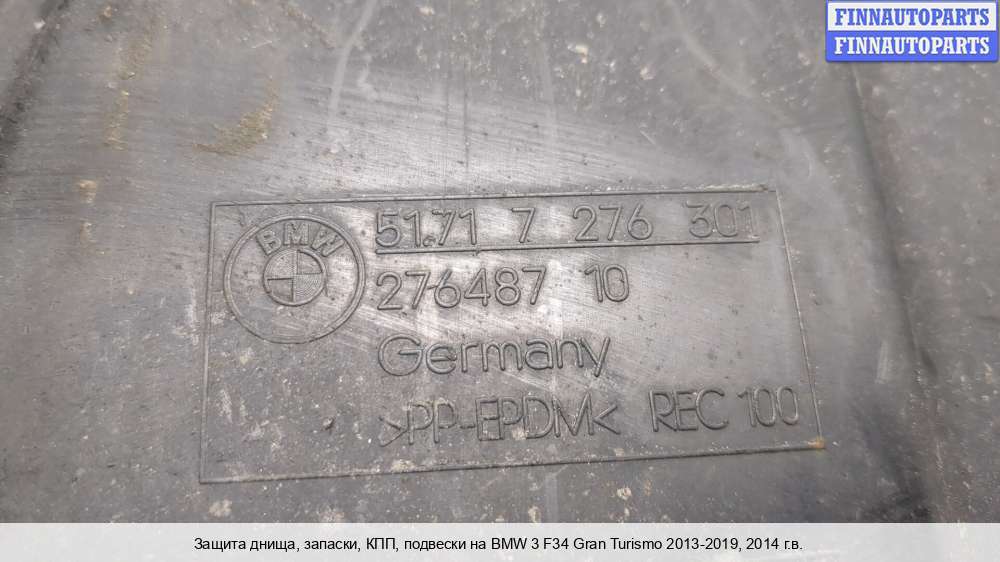 FINNAUTOPARTS
FINNAUTOPARTS
BMW
51.71 7 276 301
276487 10
Germany
>PP-EPDM< REC 100
Защита днища, запаски, КПП, подвески на BMW 3 F34 Gran Turismo 2013-2019, 2014 г.в.